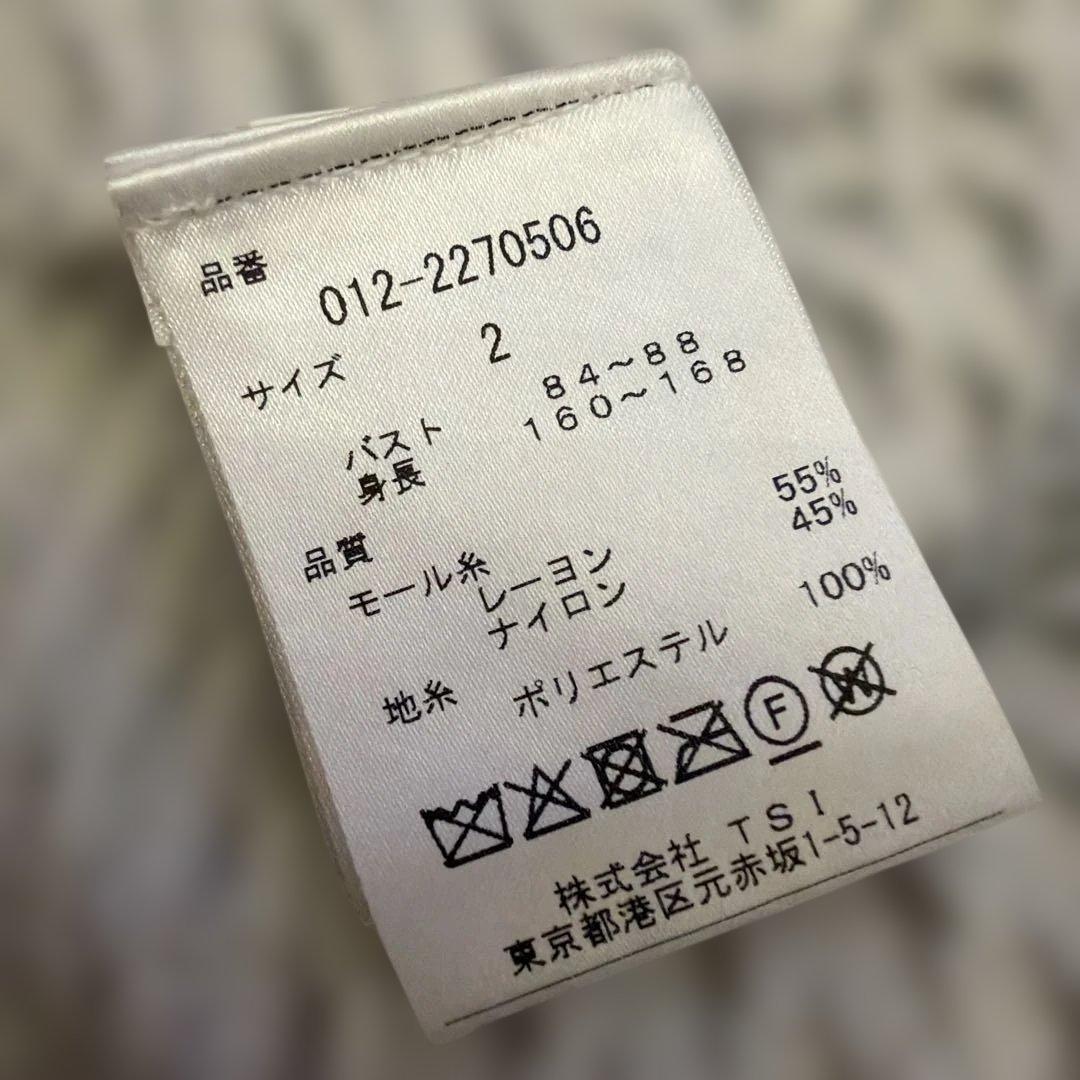 品番 012-2270506
サイズ 2
バスト 84~88
身長 160~168
品質
モール糸
レーヨン 55%
ナイロン 45%
地糸 ポリエステル 100%
F W
株式会社 TSI
東京都港区元赤坂1-5-12